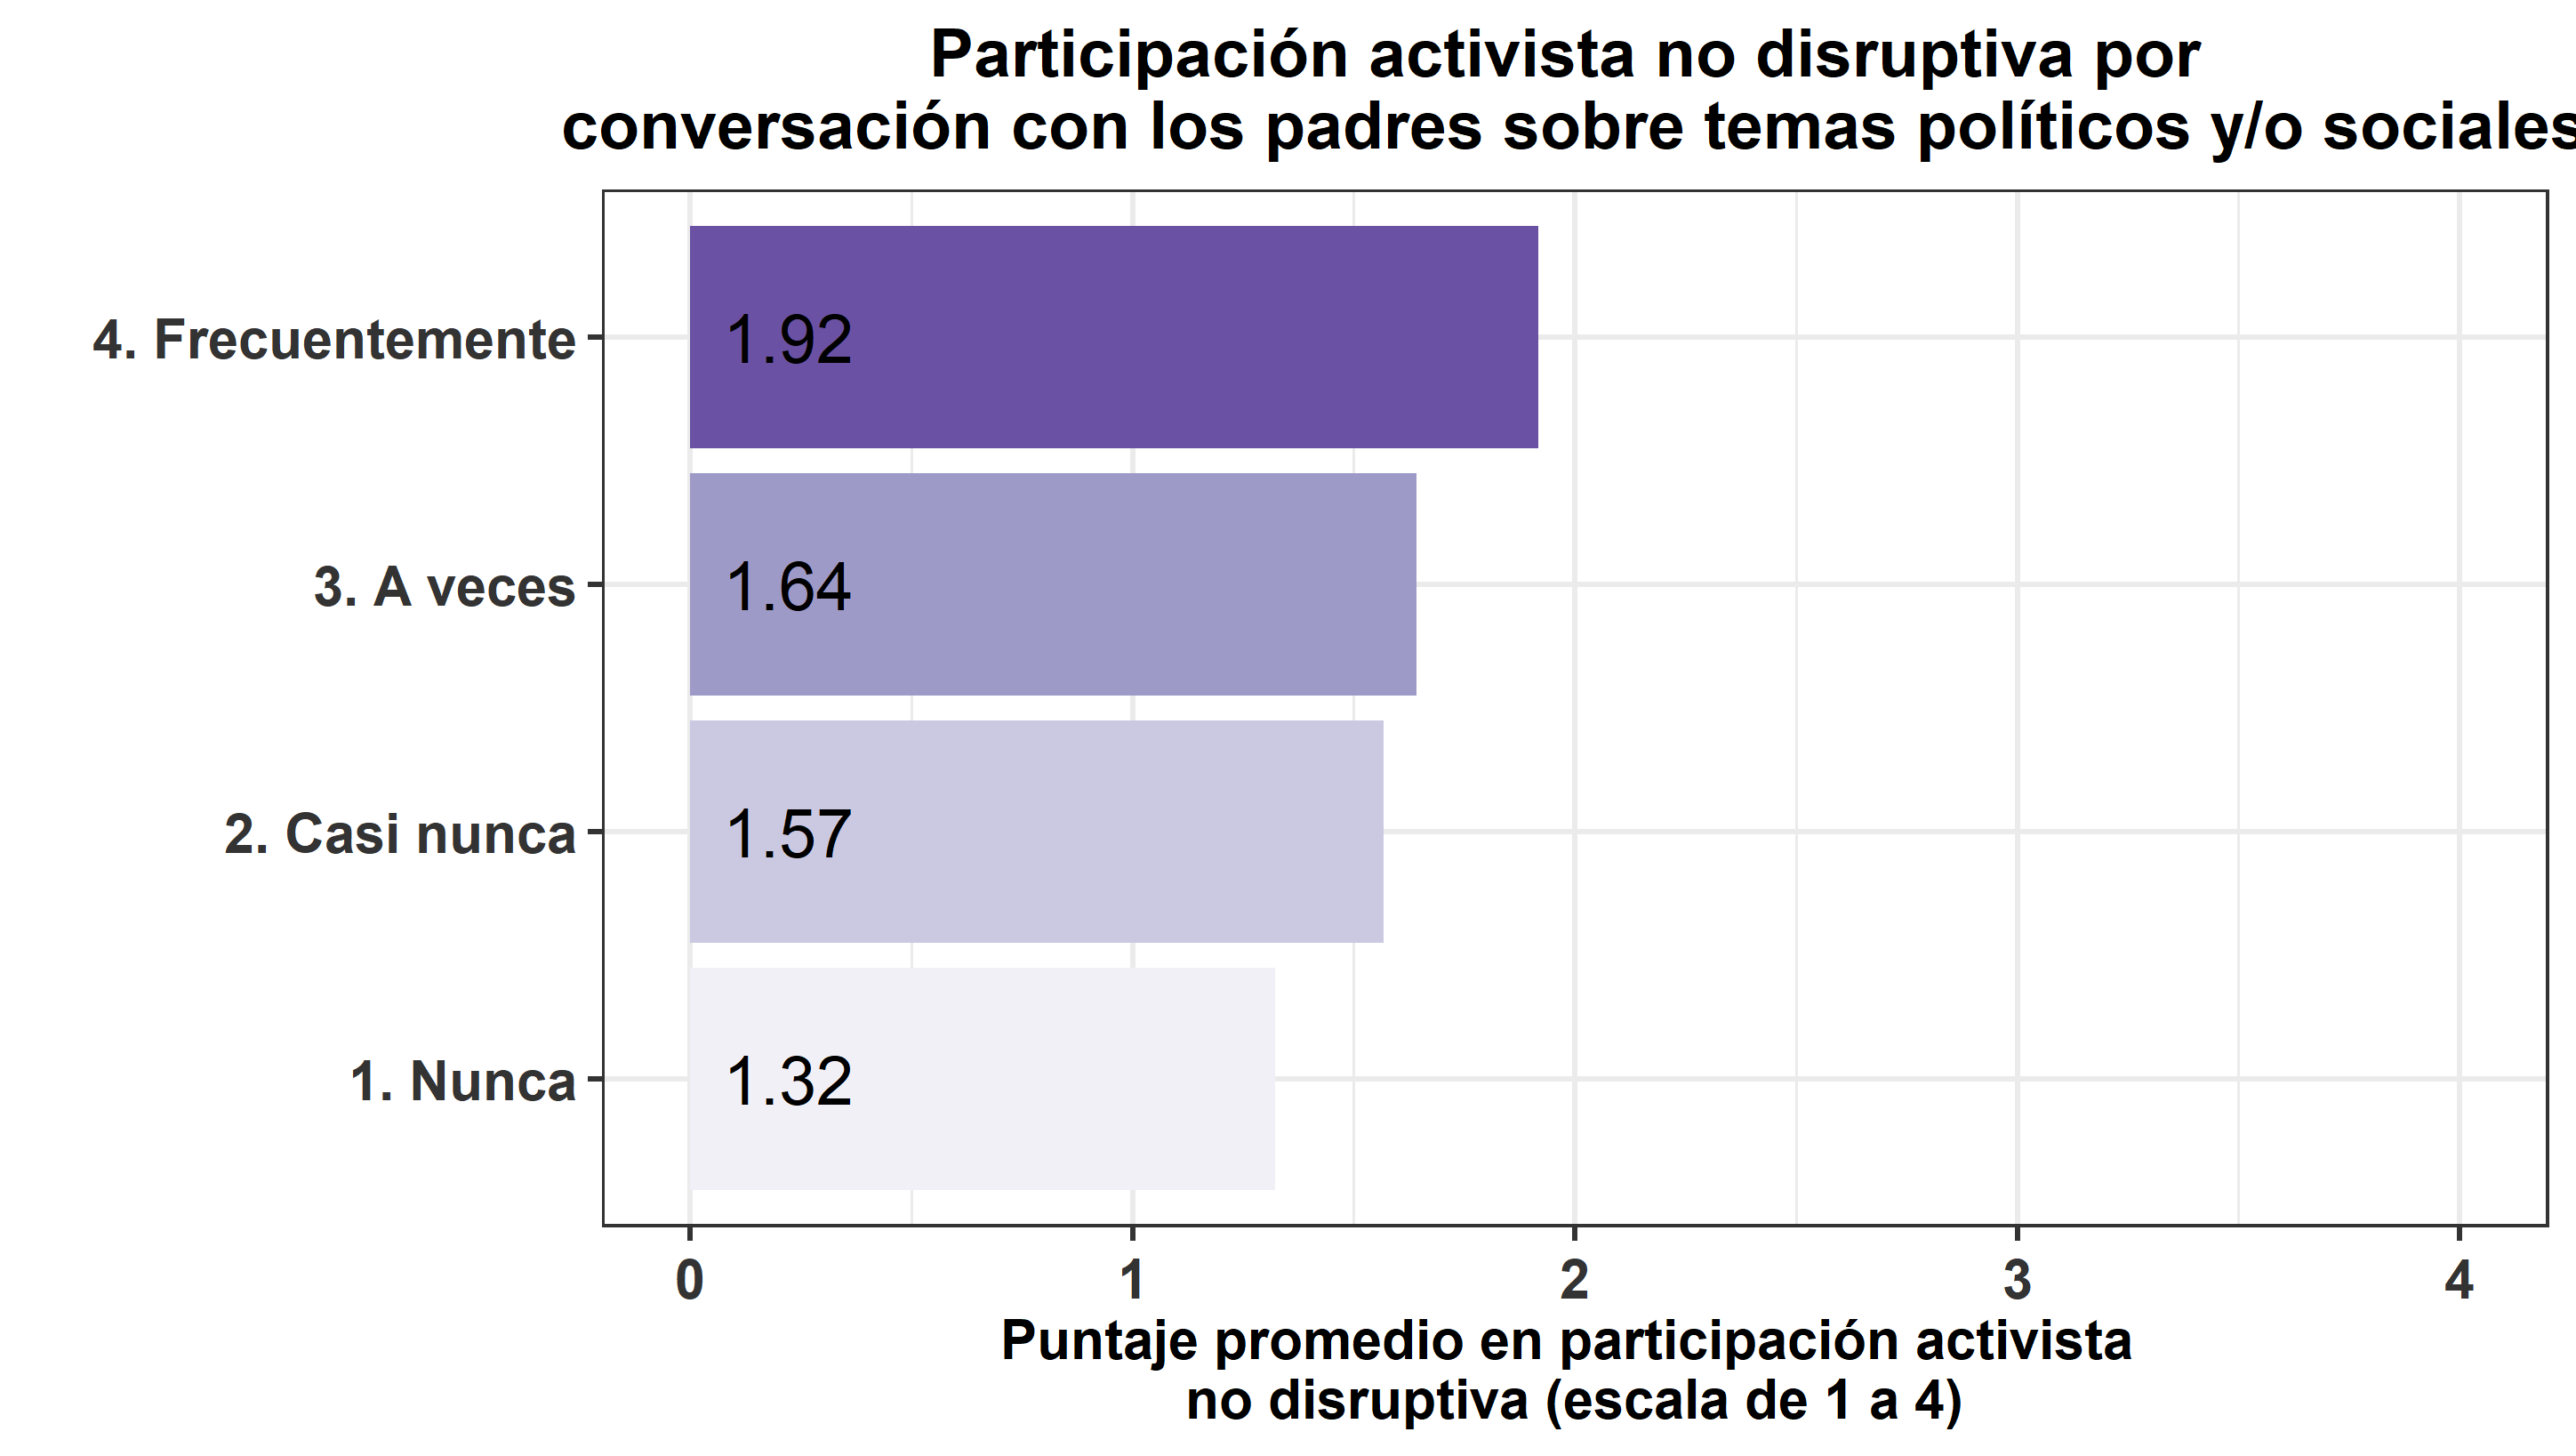 Participación activista no disruptiva por
conversación con los padres sobre temas políticos y/o sociales
4. Frecuentemente
1.92
3. A veces
1.64
2. Casi nunca
1.57
1. Nunca
1.32
0 1 2 3 4
Puntaje promedio en participación activista
no disruptiva (escala de 1 a 4)